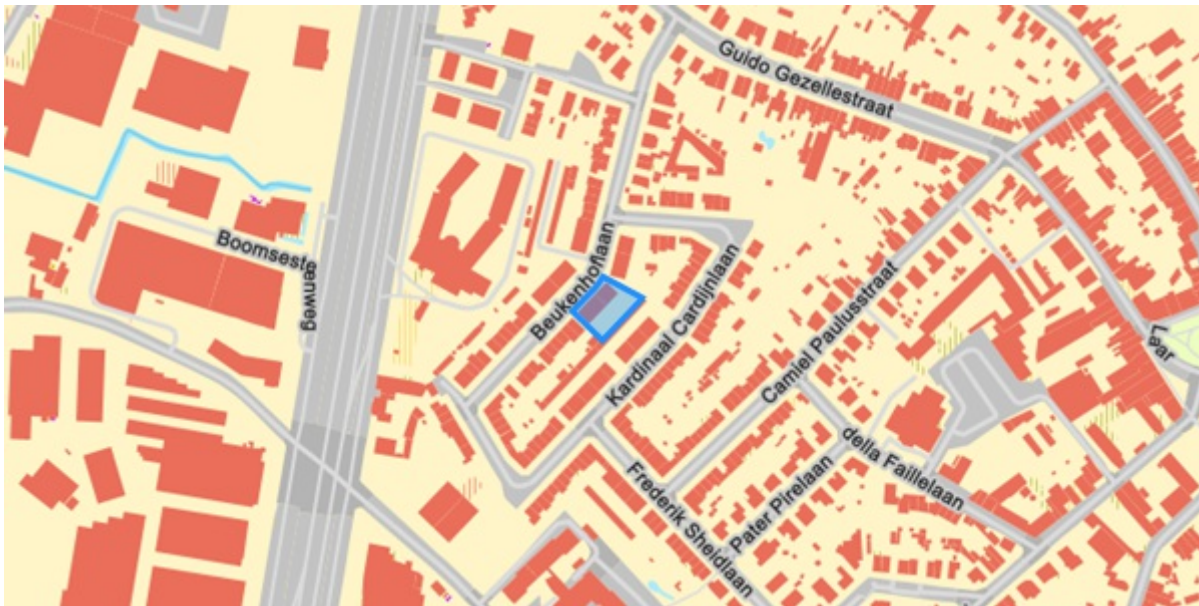 Guido Gezellestraat
Boomsesteenweg
Beukenhoflaan
Kardinaal Cardijnlaan
Camiel Paulusstraat
Laar
della Faillelaan
Frederik Sheidlaan
Pater Pirelaan